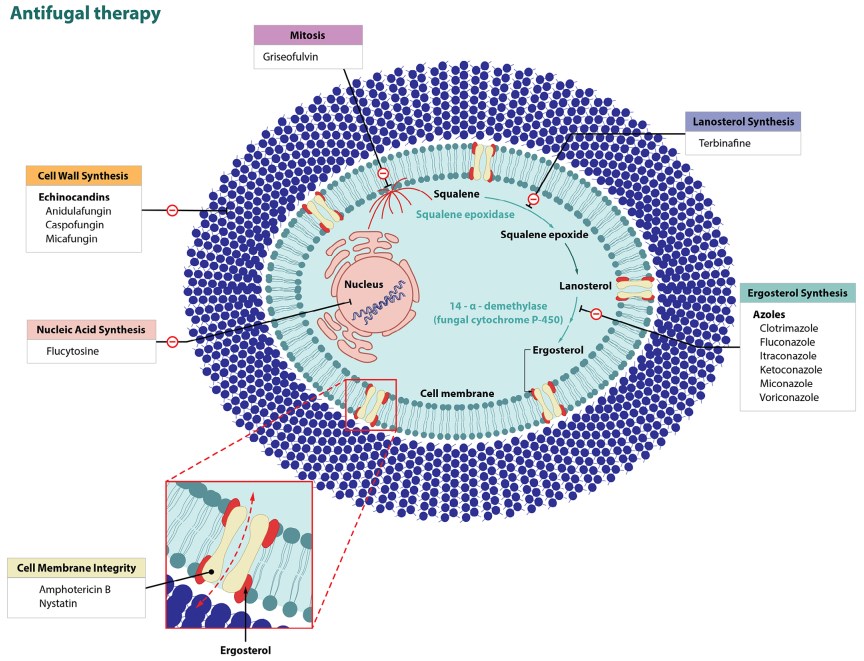 Antifugal therapy
Mitosis
Griseofulvin
Lanosterol Synthesis
Terbinafine
Cell Wall Synthesis
Echinocandins
Anidulafungin
Caspofungin
Micafungin
Squalene
Squalene epoxidase
Squalene epoxide
Nucleus
Lanosterol
14 - α - demethylase
(fungal cytochrome P-450)
Ergosterol
Cell membrane
Nucleic Acid Synthesis
Flucytosine
Ergosterol Synthesis
Azoles
Clotrimazole
Fluconazole
Itraconazole
Ketoconazole
Miconazole
Voriconazole
Cell Membrane Integrity
Amphotericin B
Nystatin
Ergosterol